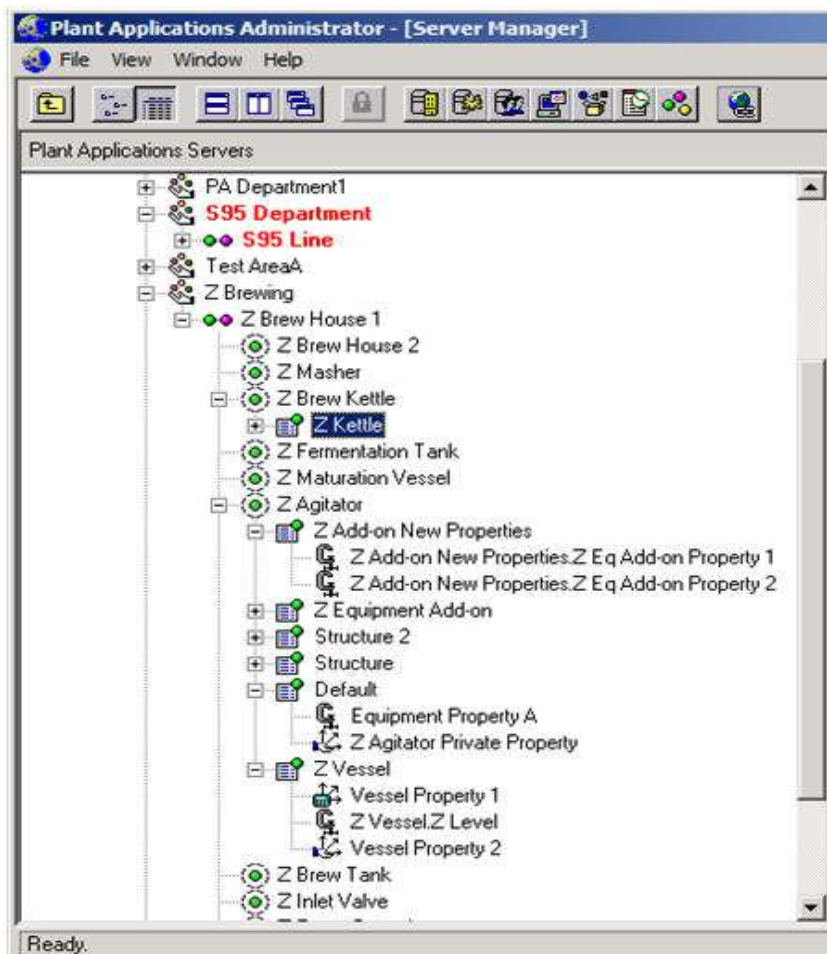 Plant Applications Administrator - [Server Manager]
File View Window Help
Plant Applications Servers
PA Department1
S95 Department
S95 Line
Test AreaA
Z Brewing
Z Brew House 1
Z Brew House 2
Z Masher
Z Brew Kettle
Z Kettle
Z Fermentation Tank
Z Maturation Vessel
Z Agitator
Z Add-on New Properties
Z Add-on New Properties.Z Eq Add-on Property 1
Z Add-on New Properties.Z Eq Add-on Property 2
Z Equipment Add-on
Structure 2
Structure
Default
Equipment Property A
Z Agitator Private Property
Z Vessel
Vessel Property 1
Z Vessel.Z Level
Vessel Property 2
Z Brew Tank
Z Inlet Valve
Ready.